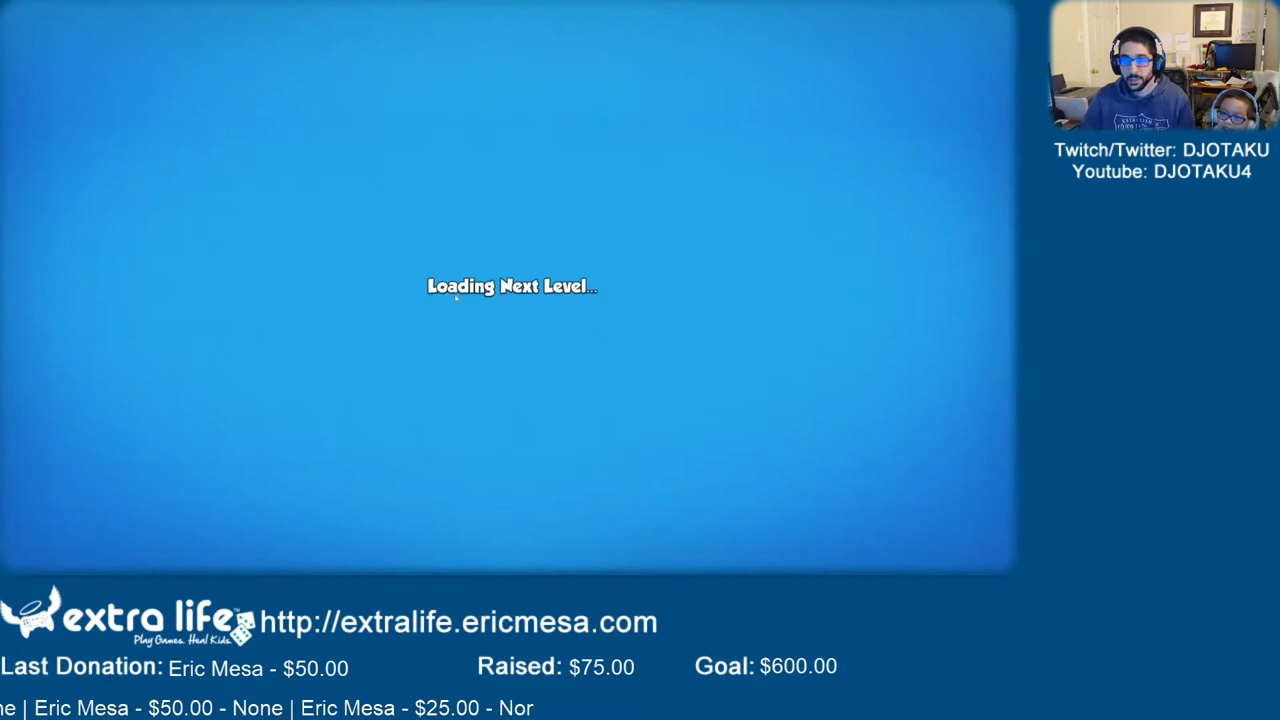 Loading Next Level...
Twitch/Twitter: DJOTAKU
Youtube: DJOTAKU4
extra life
Play Games. Heal Kids.
http://extralife.ericmesa.com
Last Donation: Eric Mesa - $50.00 Raised: $75.00 Goal: $600.00
ne | Eric Mesa - $50.00 - None | Eric Mesa - $25.00 - Nor